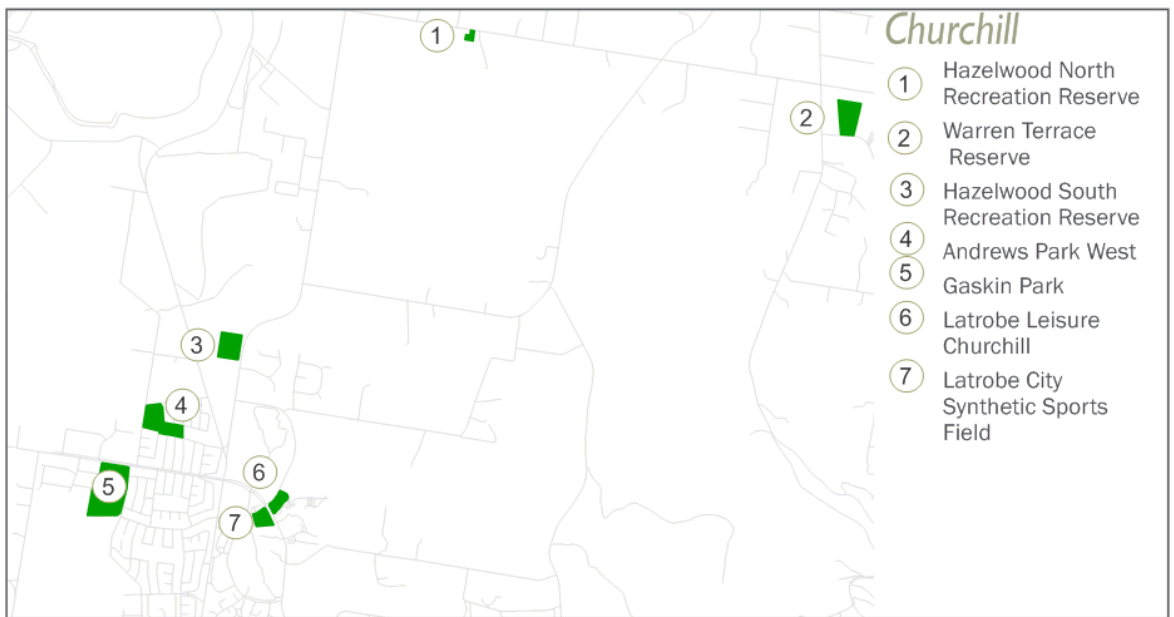 Churchill
1 Hazelwood North
Recreation Reserve
2 Warren Terrace
Reserve
3 Hazelwood South
Recreation Reserve
4 Andrews Park West
5 Gaskin Park
6 Latrobe Leisure
Churchill
7 Latrobe City
Synthetic Sports
Field
1
2
3
4
5
6
7